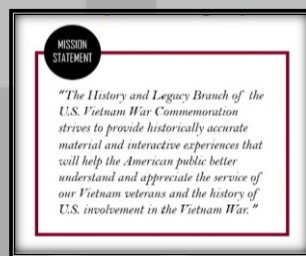 MISSION
STATEMENT
"The History and Legacy Branch of the
U.S. Vietnam War Commemoration
strives to provide historically accurate
material and interactive experiences that
will help the American public better
understand and appreciate the service of
our Vietnam veterans and the history of
U.S. involvement in the Vietnam War."